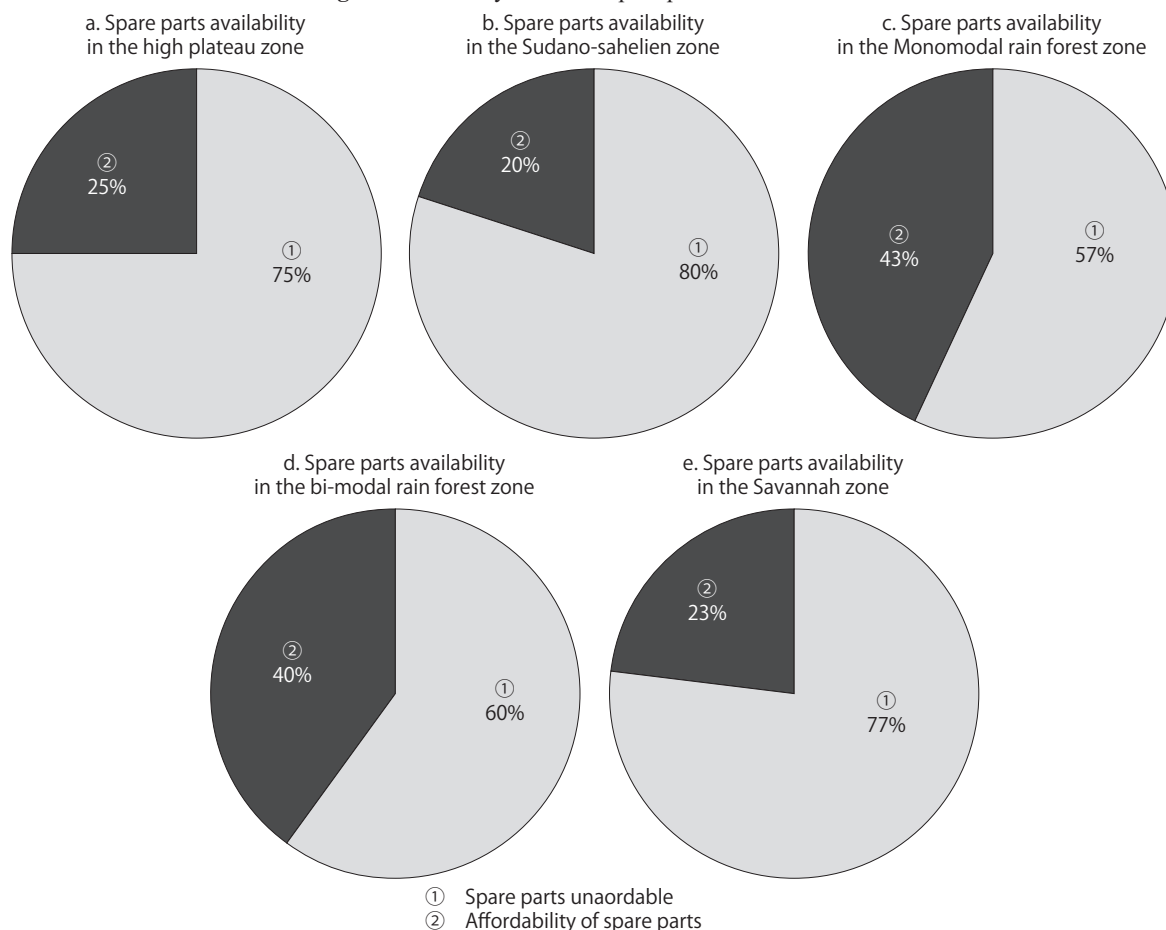 a. Spare parts availability
in the high plateau zone
b. Spare parts availability
in the Sudano-sahelien zone
c. Spare parts availability
in the Monomodal rain forest zone
②
25%
①
75%
②
20%
①
80%
②
43%
①
57%
d. Spare parts availability
in the bi-modal rain forest zone
e. Spare parts availability
in the Savannah zone
②
40%
①
60%
②
23%
①
77%
① Spare parts unaordable
② Affordability of spare parts